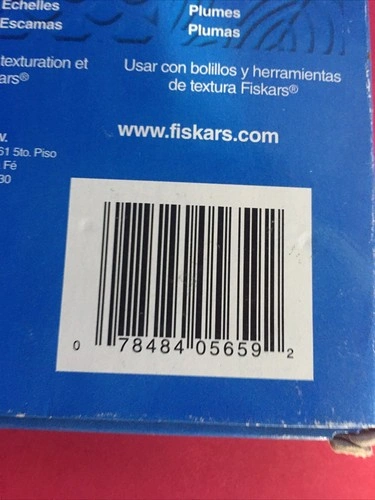 Echelles
Escamas
Plumes
Plumas
texturation et
ars®
Usar con bolillos y herramientas
de textura Fiskars®
www.fiskars.com
V.
61 5to. Piso
Fé
30
0 78484 05659 2